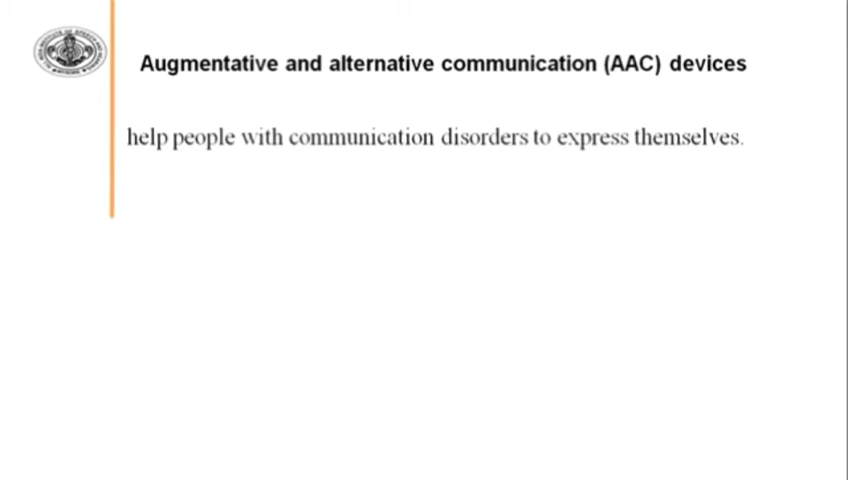 Augmentative and alternative communication (AAC) devices
help people with communication disorders to express themselves.